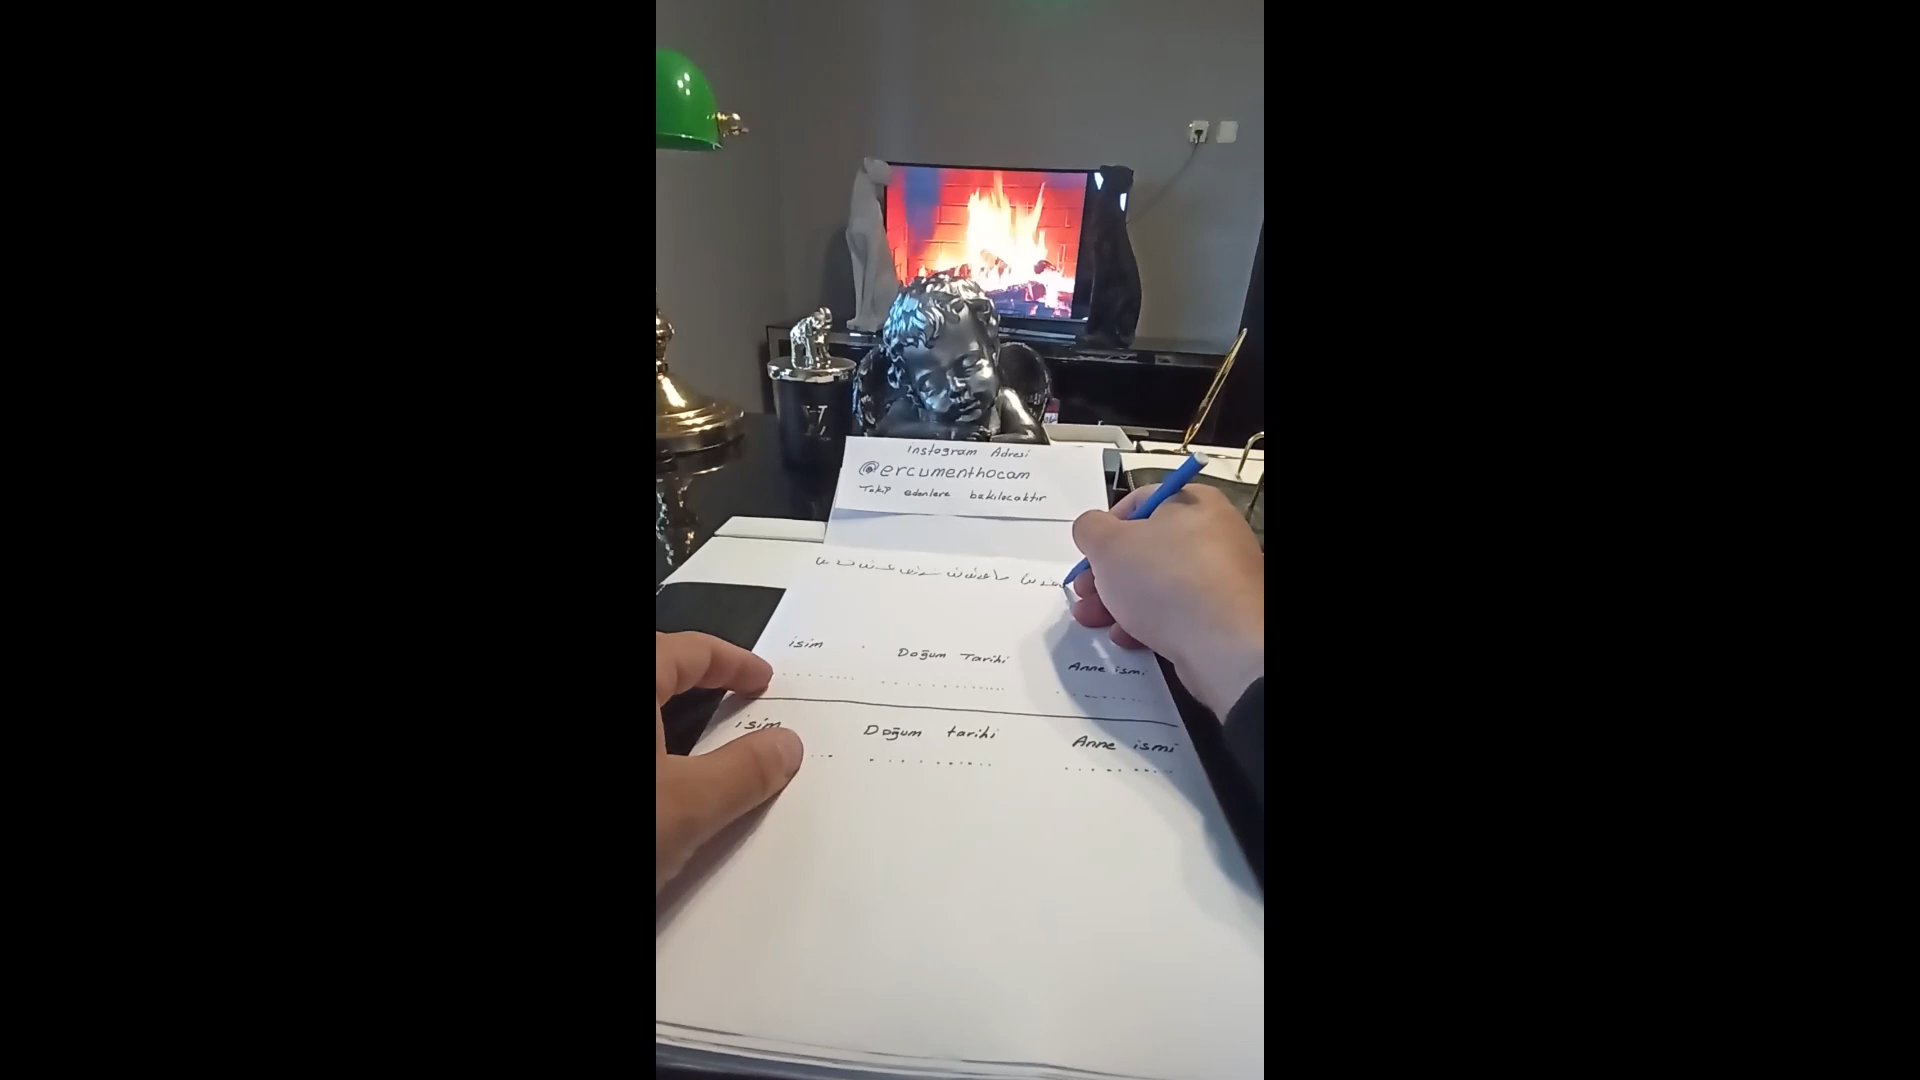 instagram Adresi
@ercumenthocam
Takip edenlere bakılacaktır
isim Doğum Tarihi Anne ismi
isim Doğum tarihi Anne ismi